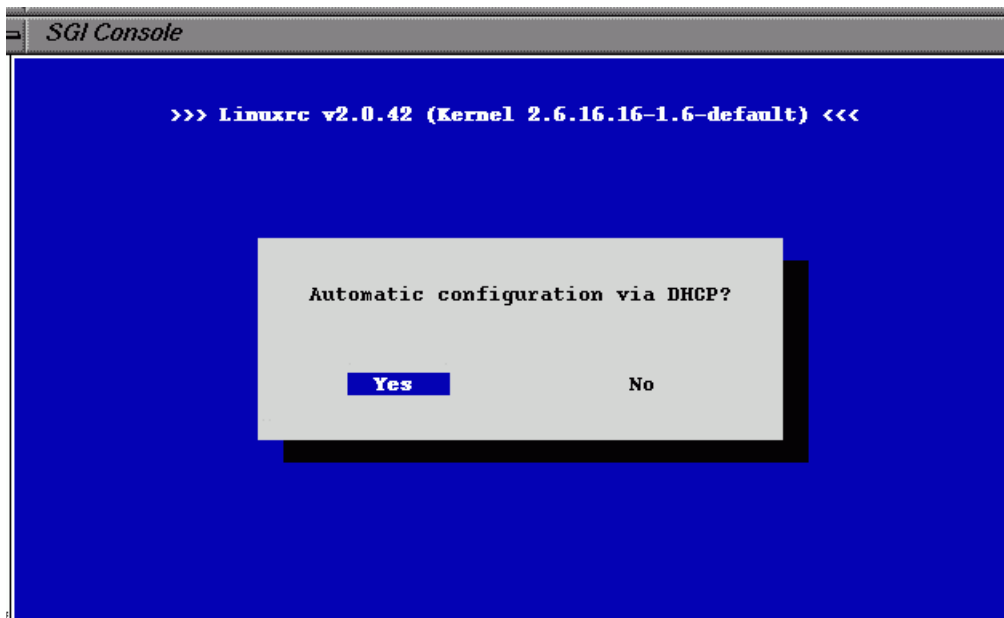 SGI Console
>>> Linuxrc v2.0.42 (Kernel 2.6.16.16-1.6-default) <<<
Automatic configuration via DHCP?
Yes No